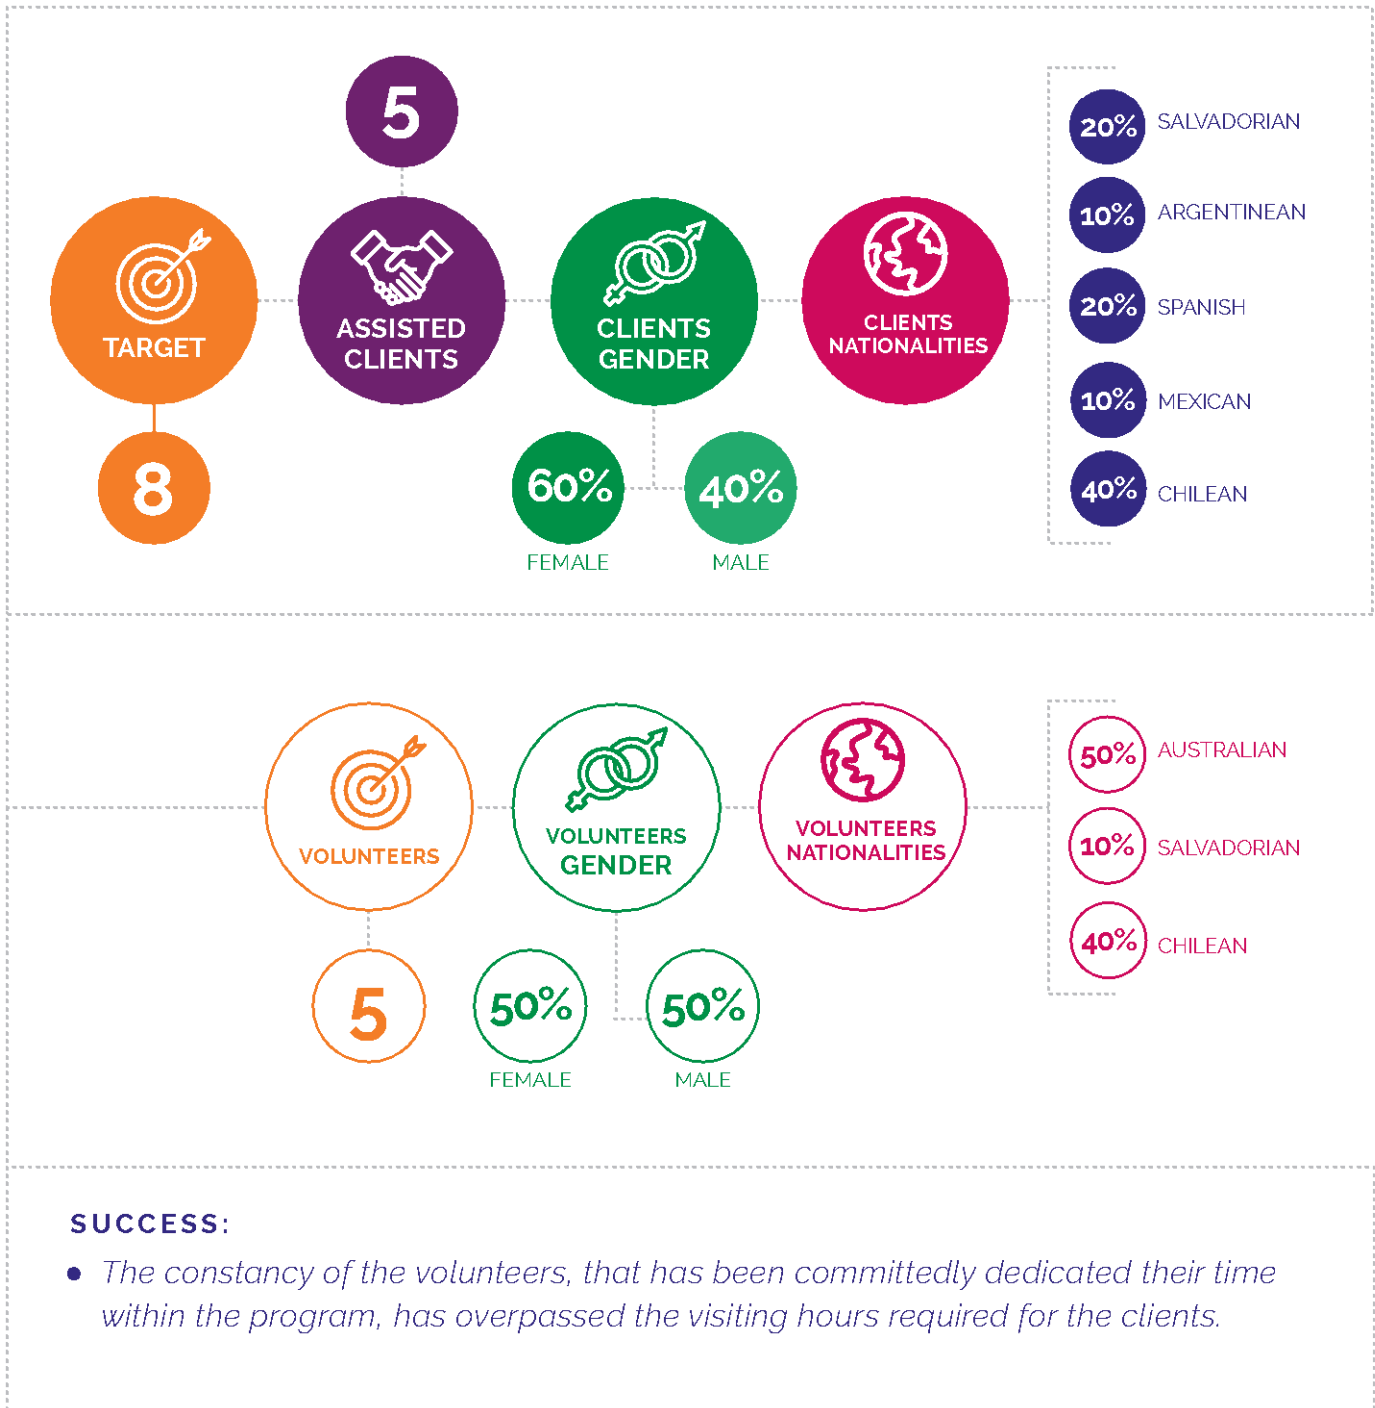 5
TARGET
8
ASSISTED
CLIENTS
CLIENTS
GENDER
60%
FEMALE
40%
MALE
CLIENTS
NATIONALITIES
20% SALVADORIAN
10% ARGENTINEAN
20% SPANISH
10% MEXICAN
40% CHILEAN
VOLUNTEERS
5
VOLUNTEERS
GENDER
50%
FEMALE
50%
MALE
VOLUNTEERS
NATIONALITIES
50% AUSTRALIAN
10% SALVADORIAN
40% CHILEAN
SUCCESS:
• The constancy of the volunteers, that has been committedly dedicated their time
within the program, has overpassed the visiting hours required for the clients.